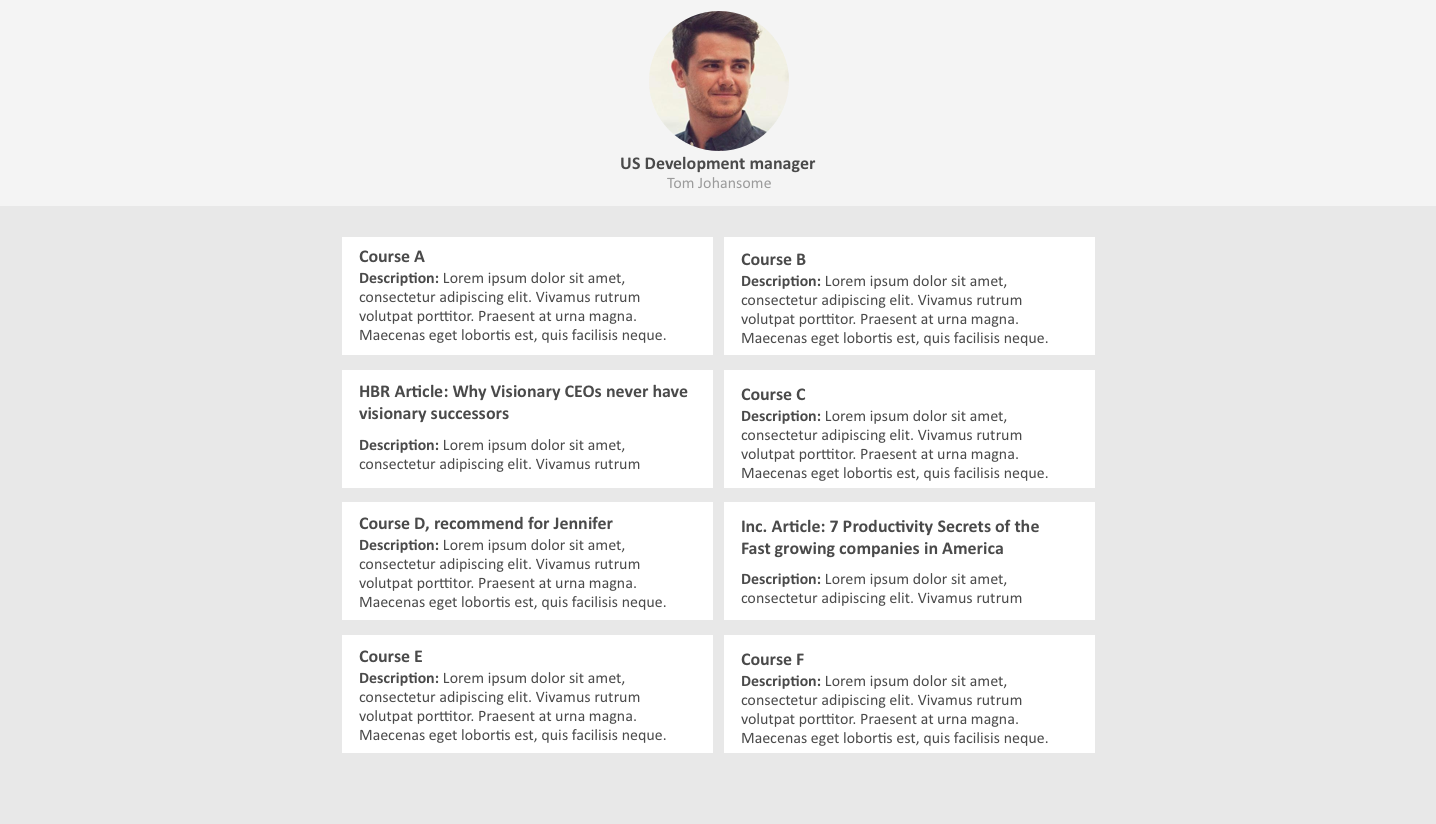 US Development manager
Tom Johansome
Course A
Description: Lorem ipsum dolor sit amet,
consectetur adipiscing elit. Vivamus rutrum
volutpat porttitor. Praesent at urna magna.
Maecenas eget lobortis est, quis facilisis neque.
Course B
Description: Lorem ipsum dolor sit amet,
consectetur adipiscing elit. Vivamus rutrum
volutpat porttitor. Praesent at urna magna.
Maecenas eget lobortis est, quis facilisis neque.
HBR Article: Why Visionary CEOs never have
visionary successors
Description: Lorem ipsum dolor sit amet,
consectetur adipiscing elit. Vivamus rutrum
Course C
Description: Lorem ipsum dolor sit amet,
consectetur adipiscing elit. Vivamus rutrum
volutpat porttitor. Praesent at urna magna.
Maecenas eget lobortis est, quis facilisis neque.
Course D, recommend for Jennifer
Description: Lorem ipsum dolor sit amet,
consectetur adipiscing elit. Vivamus rutrum
volutpat porttitor. Praesent at urna magna.
Maecenas eget lobortis est, quis facilisis neque.
Inc. Article: 7 Productivity Secrets of the
Fast growing companies in America
Description: Lorem ipsum dolor sit amet,
consectetur adipiscing elit. Vivamus rutrum
Course E
Description: Lorem ipsum dolor sit amet,
consectetur adipiscing elit. Vivamus rutrum
volutpat porttitor. Praesent at urna magna.
Maecenas eget lobortis est, quis facilisis neque.
Course F
Description: Lorem ipsum dolor sit amet,
consectetur adipiscing elit. Vivamus rutrum
volutpat porttitor. Praesent at urna magna.
Maecenas eget lobortis est, quis facilisis neque.